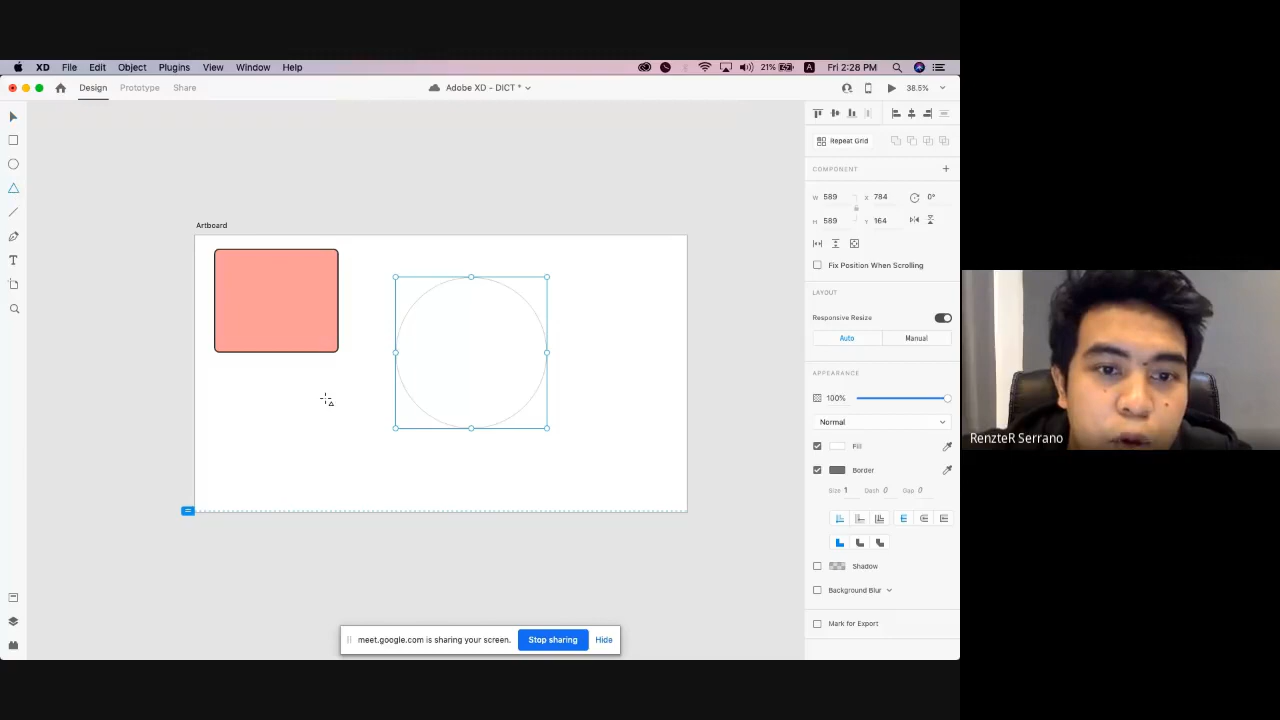 XD File Edit Object Plugins View Window Help
21% A Fri 2:28 PM
Design Prototype Share
Adobe XD - DICT *
38.5%
Repeat Grid
COMPONENT
W 589 X 784 0°
H 589 Y 164
Fix Position When Scrolling
LAYOUT
Responsive Resize
Auto Manual
APPEARANCE
100%
Normal
Fill
Border
Size 1 Dash 0 Gap 0
Shadow
Background Blur
Mark for Export
T
Artboard
meet.google.com is sharing your screen. Stop sharing Hide
RenzteR Serrano